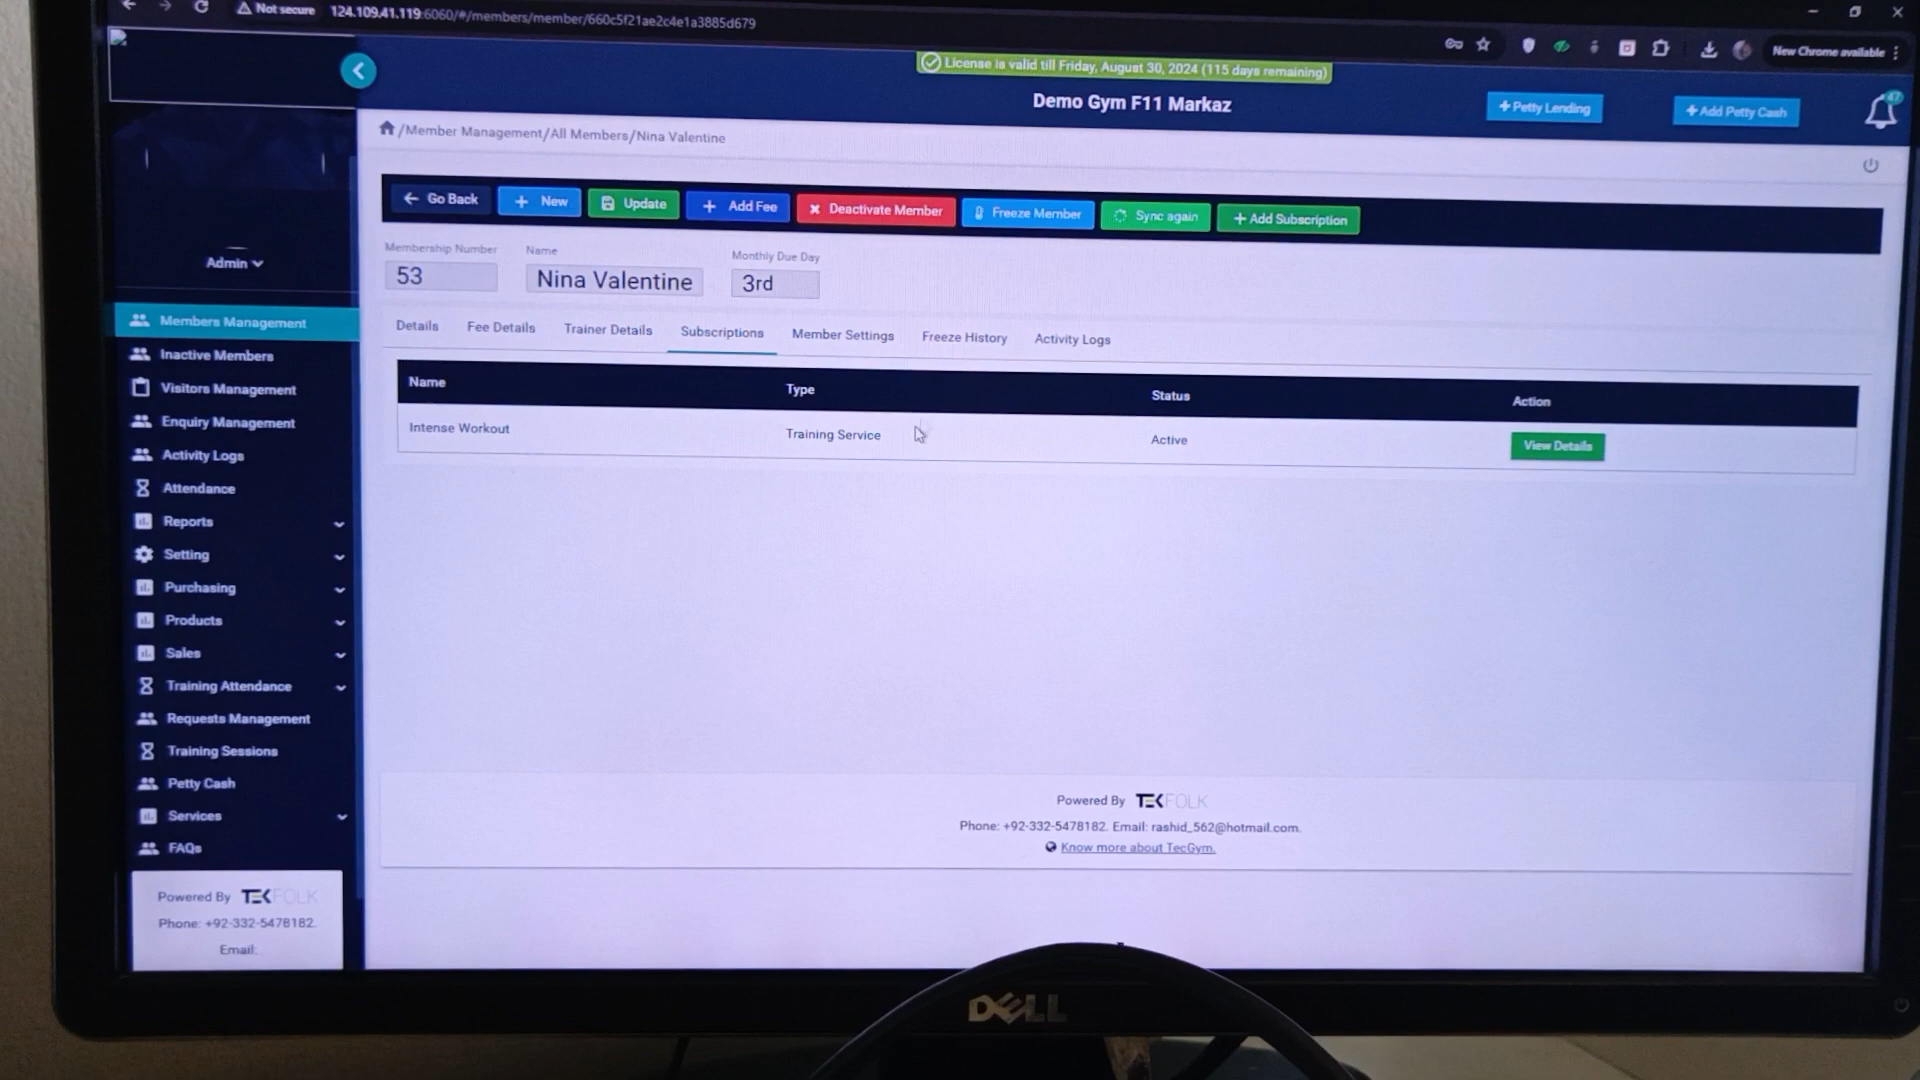 Not secure 124.109.41.119:6060/#/members/member/660c5f21ae2c4e1a3885d679
New Chrome available
License is valid till Friday, August 30, 2024 (115 days remaining)
Demo Gym F11 Markaz
+Petty Lending
+Add Petty Cash
47
/Member Management/All Members/Nina Valentine
Go Back
+ New
Update
+ Add Fee
Deactivate Member
Freeze Member
Sync again
+Add Subscription
Membership Number
53
Name
Nina Valentine
Monthly Due Day
3rd
Details
Fee Details
Trainer Details
Subscriptions
Member Settings
Freeze History
Activity Logs
Name Type Status Action
Intense Workout Training Service Active View Details
Admin
Members Management
Inactive Members
Visitors Management
Enquiry Management
Activity Logs
Attendance
Reports
Setting
Purchasing
Products
Sales
Training Attendance
Requests Management
Training Sessions
Petty Cash
Services
FAQs
Powered By TEKFOLK
Phone: +92-332-5478182.
Email:
Powered By TEKFOLK
Phone: +92-332-5478182. Email: rashid_562@hotmail.com.
Know more about TecGym.
DELL